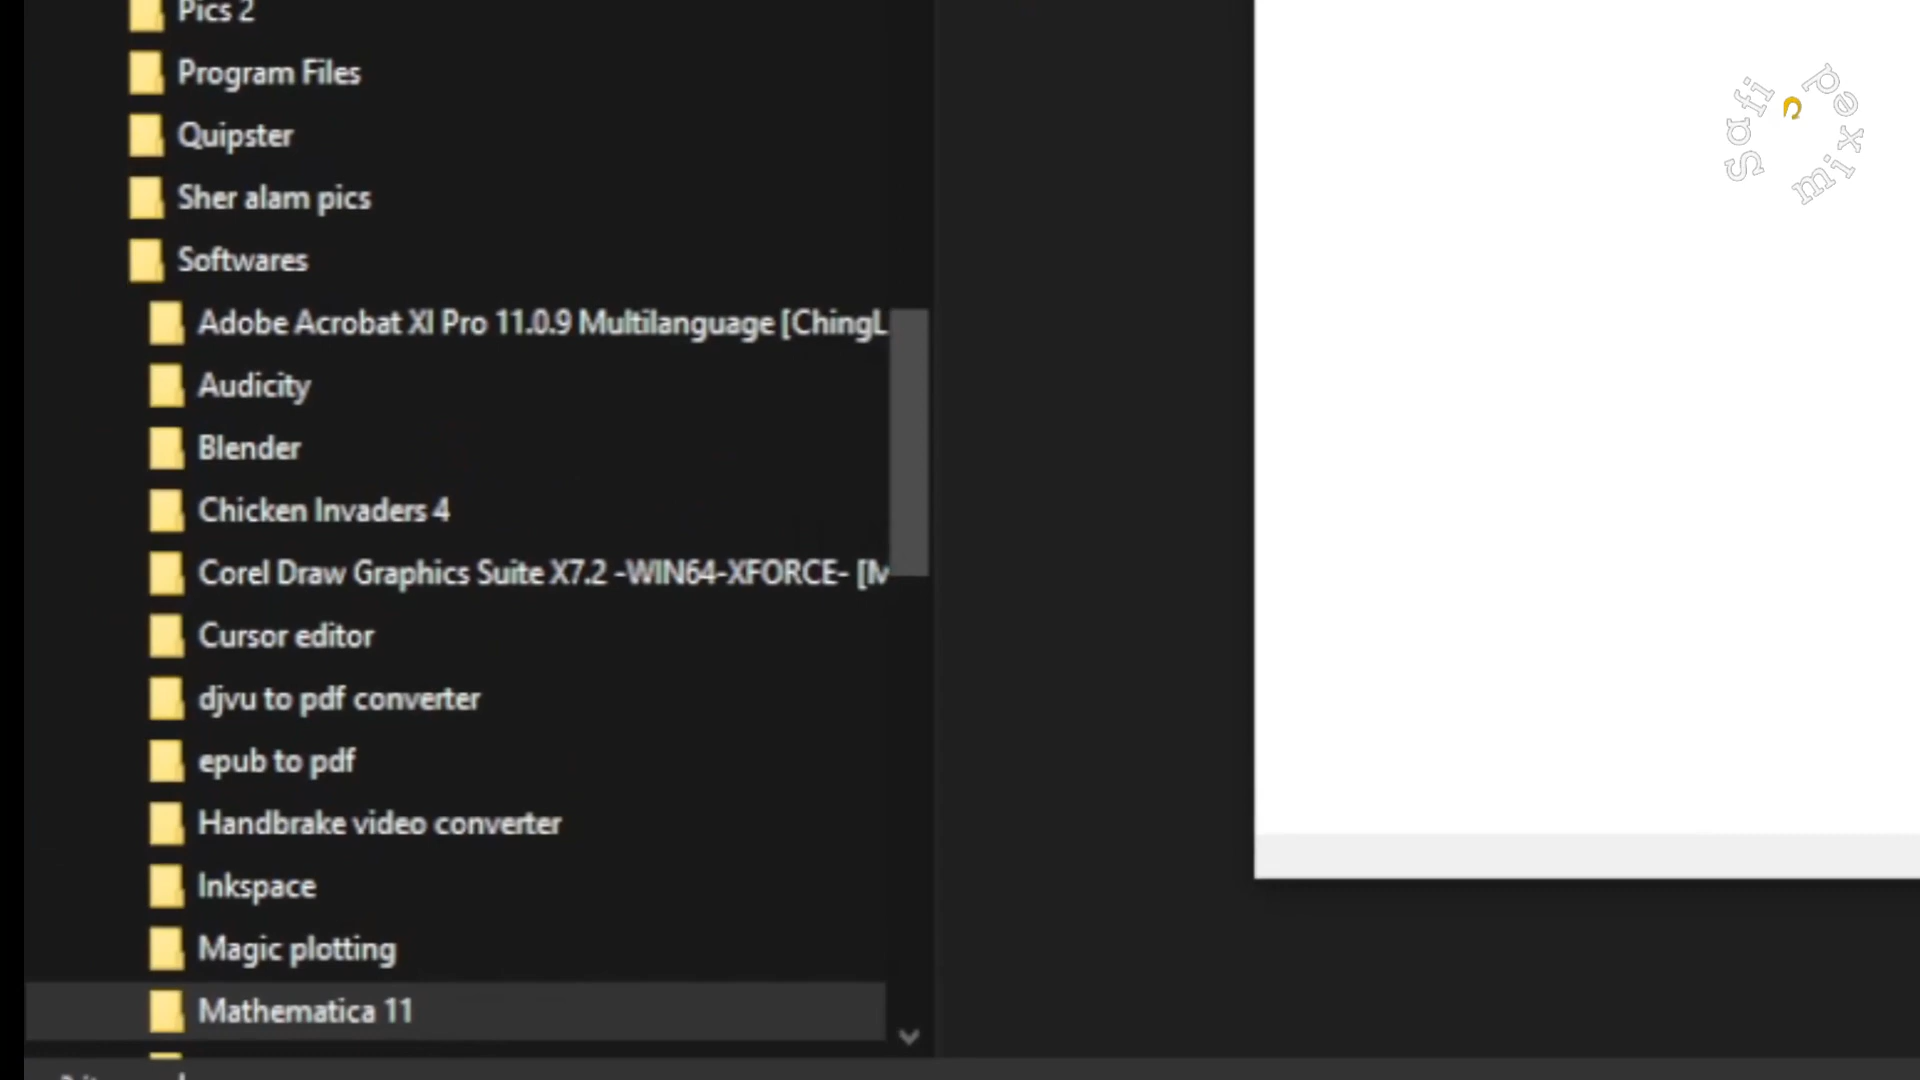 Pics 2
Program Files
Quipster
Sher alam pics
Softwares
Adobe Acrobat XI Pro 11.0.9 Multilanguage [ChingL
Audicity
Blender
Chicken Invaders 4
Corel Draw Graphics Suite X7.2 -WIN64-XFORCE- [M
Cursor editor
djvu to pdf converter
epub to pdf
Handbrake video converter
Inkspace
Magic plotting
Mathematica 11
Safi
mixed